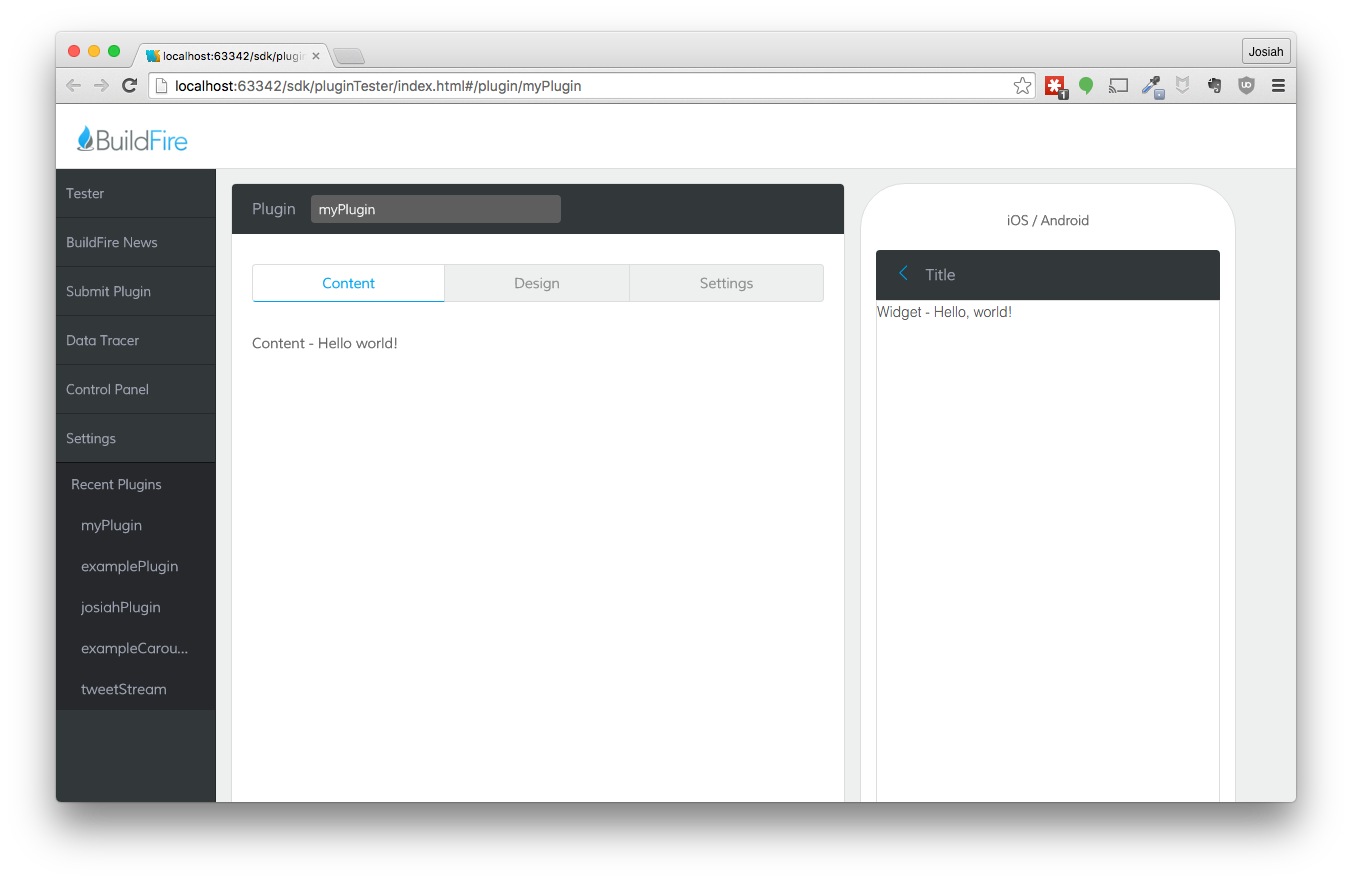 localhost:63342/sdk/plugin
Josiah
localhost:63342/sdk/pluginTester/index.html#/plugin/myPlugin
1
BuildFire
Tester
BuildFire News
Submit Plugin
Data Tracer
Control Panel
Settings
Recent Plugins
myPlugin
examplePlugin
josiahPlugin
exampleCarou...
tweetStream
Plugin myPlugin
Content Design Settings
Content - Hello world!
iOS / Android
Title
Widget - Hello, world!